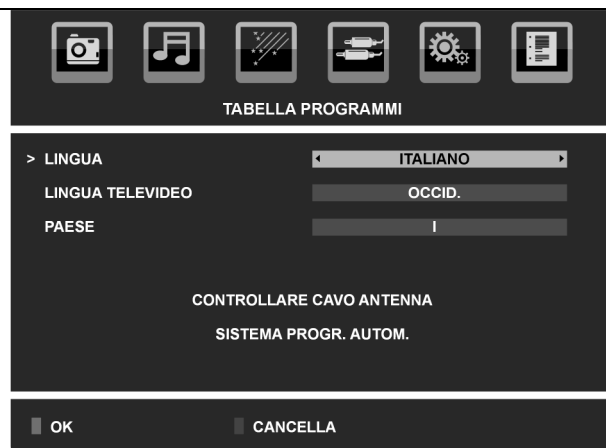 TABELLA PROGRAMMI
> LINGUA ITALIANO
LINGUA TELEVIDEO OCCID.
PAESE I
CONTROLLARE CAVO ANTENNA
SISTEMA PROGR. AUTOM.
OK CANCELLA